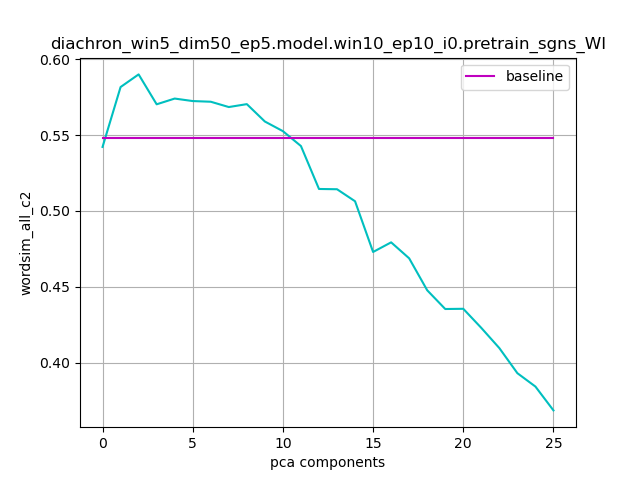 diachron_win5_dim50_ep5.model.win10_ep10_i0.pretrain_sgns_WI
baseline
0.60
0.55
0.50
0.45
0.40
wordsim_all_c2
0 5 10 15 20 25
pca components